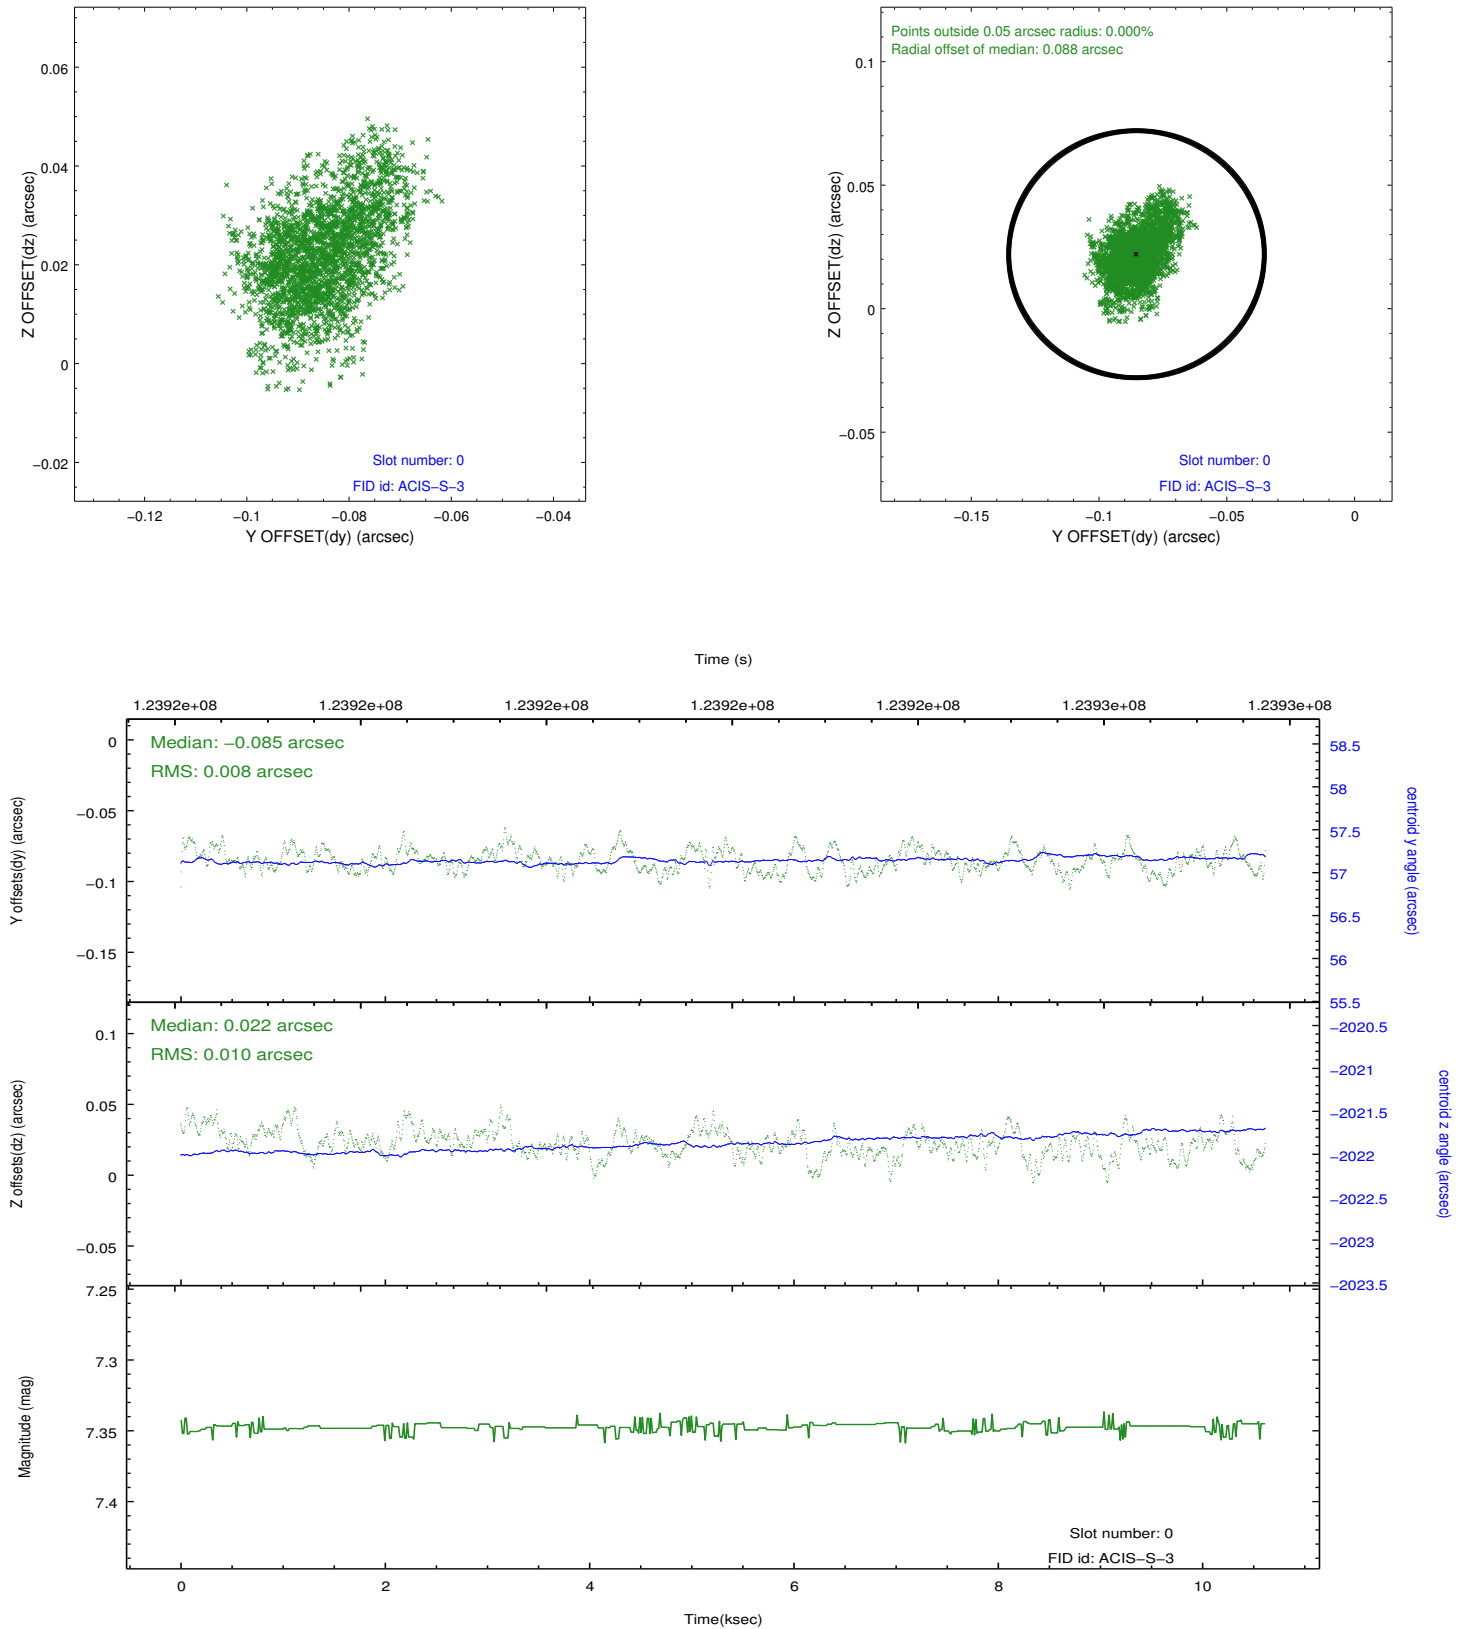 0.06
0.04
0.02
0
−0.02
Z OFFSET(dz) (arcsec)
Slot number: 0
FID id: ACIS−S−3
−0.12 −0.1 −0.08 −0.06 −0.04
Y OFFSET(dy) (arcsec)
Points outside 0.05 arcsec radius: 0.000%
Radial offset of median: 0.088 arcsec
0.1
0.05
0
−0.05
Z OFFSET(dz) (arcsec)
Slot number: 0
FID id: ACIS−S−3
−0.15 −0.1 −0.05 0
Y OFFSET(dy) (arcsec)
Time (s)
1.2392e+08 1.2392e+08 1.2392e+08 1.2392e+08 1.2392e+08 1.2393e+08 1.2393e+08
Median: −0.085 arcsec
RMS: 0.008 arcsec
0
−0.05
−0.1
−0.15
Y offsets(dy) (arcsec)
58.5
58
57.5
57
56.5
56
55.5
centroid y angle (arcsec)
Median: 0.022 arcsec
RMS: 0.010 arcsec
0.1
0.05
0
−0.05
Z offsets(dz) (arcsec)
−2020.5
−2021
−2021.5
−2022
−2022.5
−2023
−2023.5
centroid z angle (arcsec)
7.25
7.3
7.35
7.4
Magnitude (mag)
Slot number: 0
FID id: ACIS−S−3
0 2 4 6 8 10
Time(ksec)